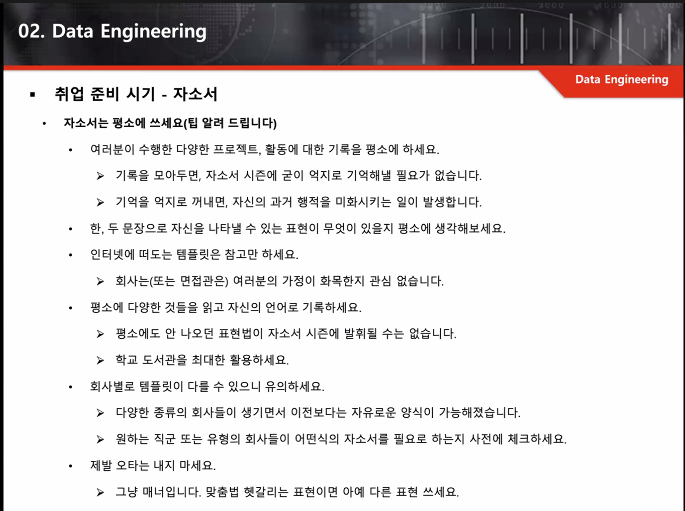 02. Data Engineering
Data Engineering
취업 준비 시기 - 자소서
자소서는 평소에 쓰세요(팁 알려 드립니다)
여러분이 수행한 다양한 프로젝트, 활동에 대한 기록을 평소에 하세요.
기록을 모아두면, 자소서 시즌에 굳이 억지로 기억해낼 필요가 없습니다.
기억을 억지로 꺼내면, 자신의 과거 행적을 미화시키는 일이 발생합니다.
한, 두 문장으로 자신을 나타낼 수 있는 표현이 무엇이 있을지 평소에 생각해보세요.
인터넷에 떠도는 템플릿은 참고만 하세요.
회사는(또는 면접관은) 여러분의 가정이 화목한지 관심 없습니다.
평소에 다양한 것들을 읽고 자신의 언어로 기록하세요.
평소에도 안 나오던 표현법이 자소서 시즌에 발휘될 수는 없습니다.
학교 도서관을 최대한 활용하세요.
회사별로 템플릿이 다를 수 있으니 유의하세요.
다양한 종류의 회사들이 생기면서 이전보다는 자유로운 양식이 가능해졌습니다.
원하는 직군 또는 유형의 회사들이 어떤식의 자소서를 필요로 하는지 사전에 체크하세요.
제발 오타는 내지 마세요.
그냥 매너입니다. 맞춤법 헷갈리는 표현이면 아예 다른 표현 쓰세요.